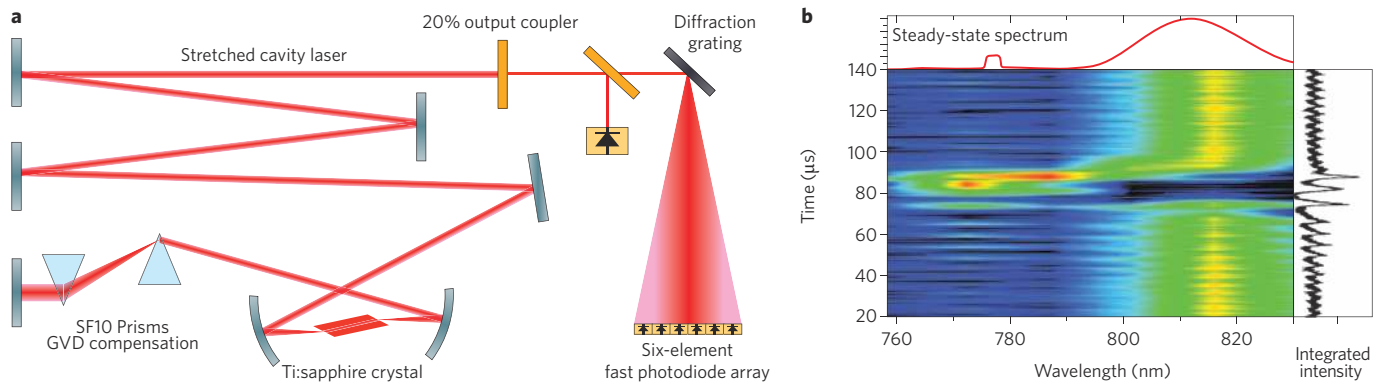 a
20% output coupler
Diffraction
grating
Stretched cavity laser
SF10 Prisms
GVD compensation
Ti:sapphire crystal
Six-element
fast photodiode array
b
Steady-state spectrum
140
120
100
80
60
40
20
Time (μs)
760
780
800
820
Wavelength (nm)
Integrated
intensity